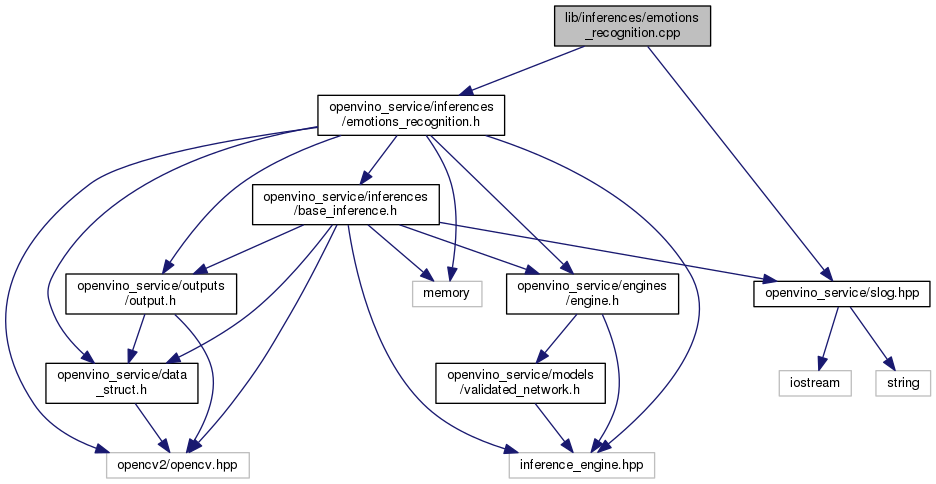 lib/inferences/emotions
_recognition.cpp
openvino_service/inferences
/emotions_recognition.h
openvino_service/inferences
/base_inference.h
openvino_service/outputs
/output.h
memory
openvino_service/engines
/engine.h
openvino_service/slog.hpp
openvino_service/data
_struct.h
openvino_service/models
/validated_network.h
iostream
string
opencv2/opencv.hpp
inference_engine.hpp